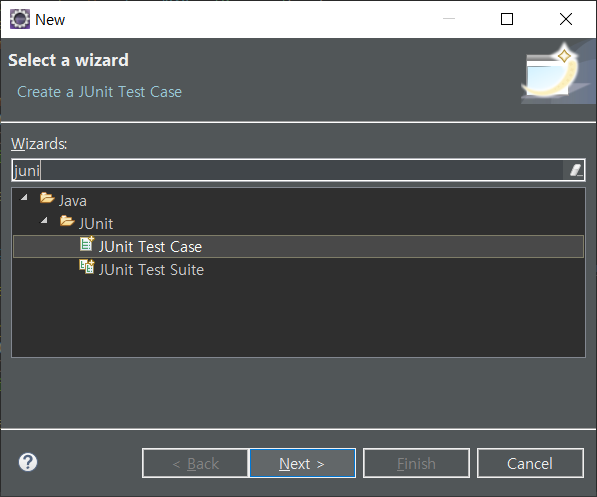 New
Select a wizard
Create a JUnit Test Case
Wizards:
juni
Java
JUnit
JUnit Test Case
JUnit Test Suite
? < Back Next > Finish Cancel